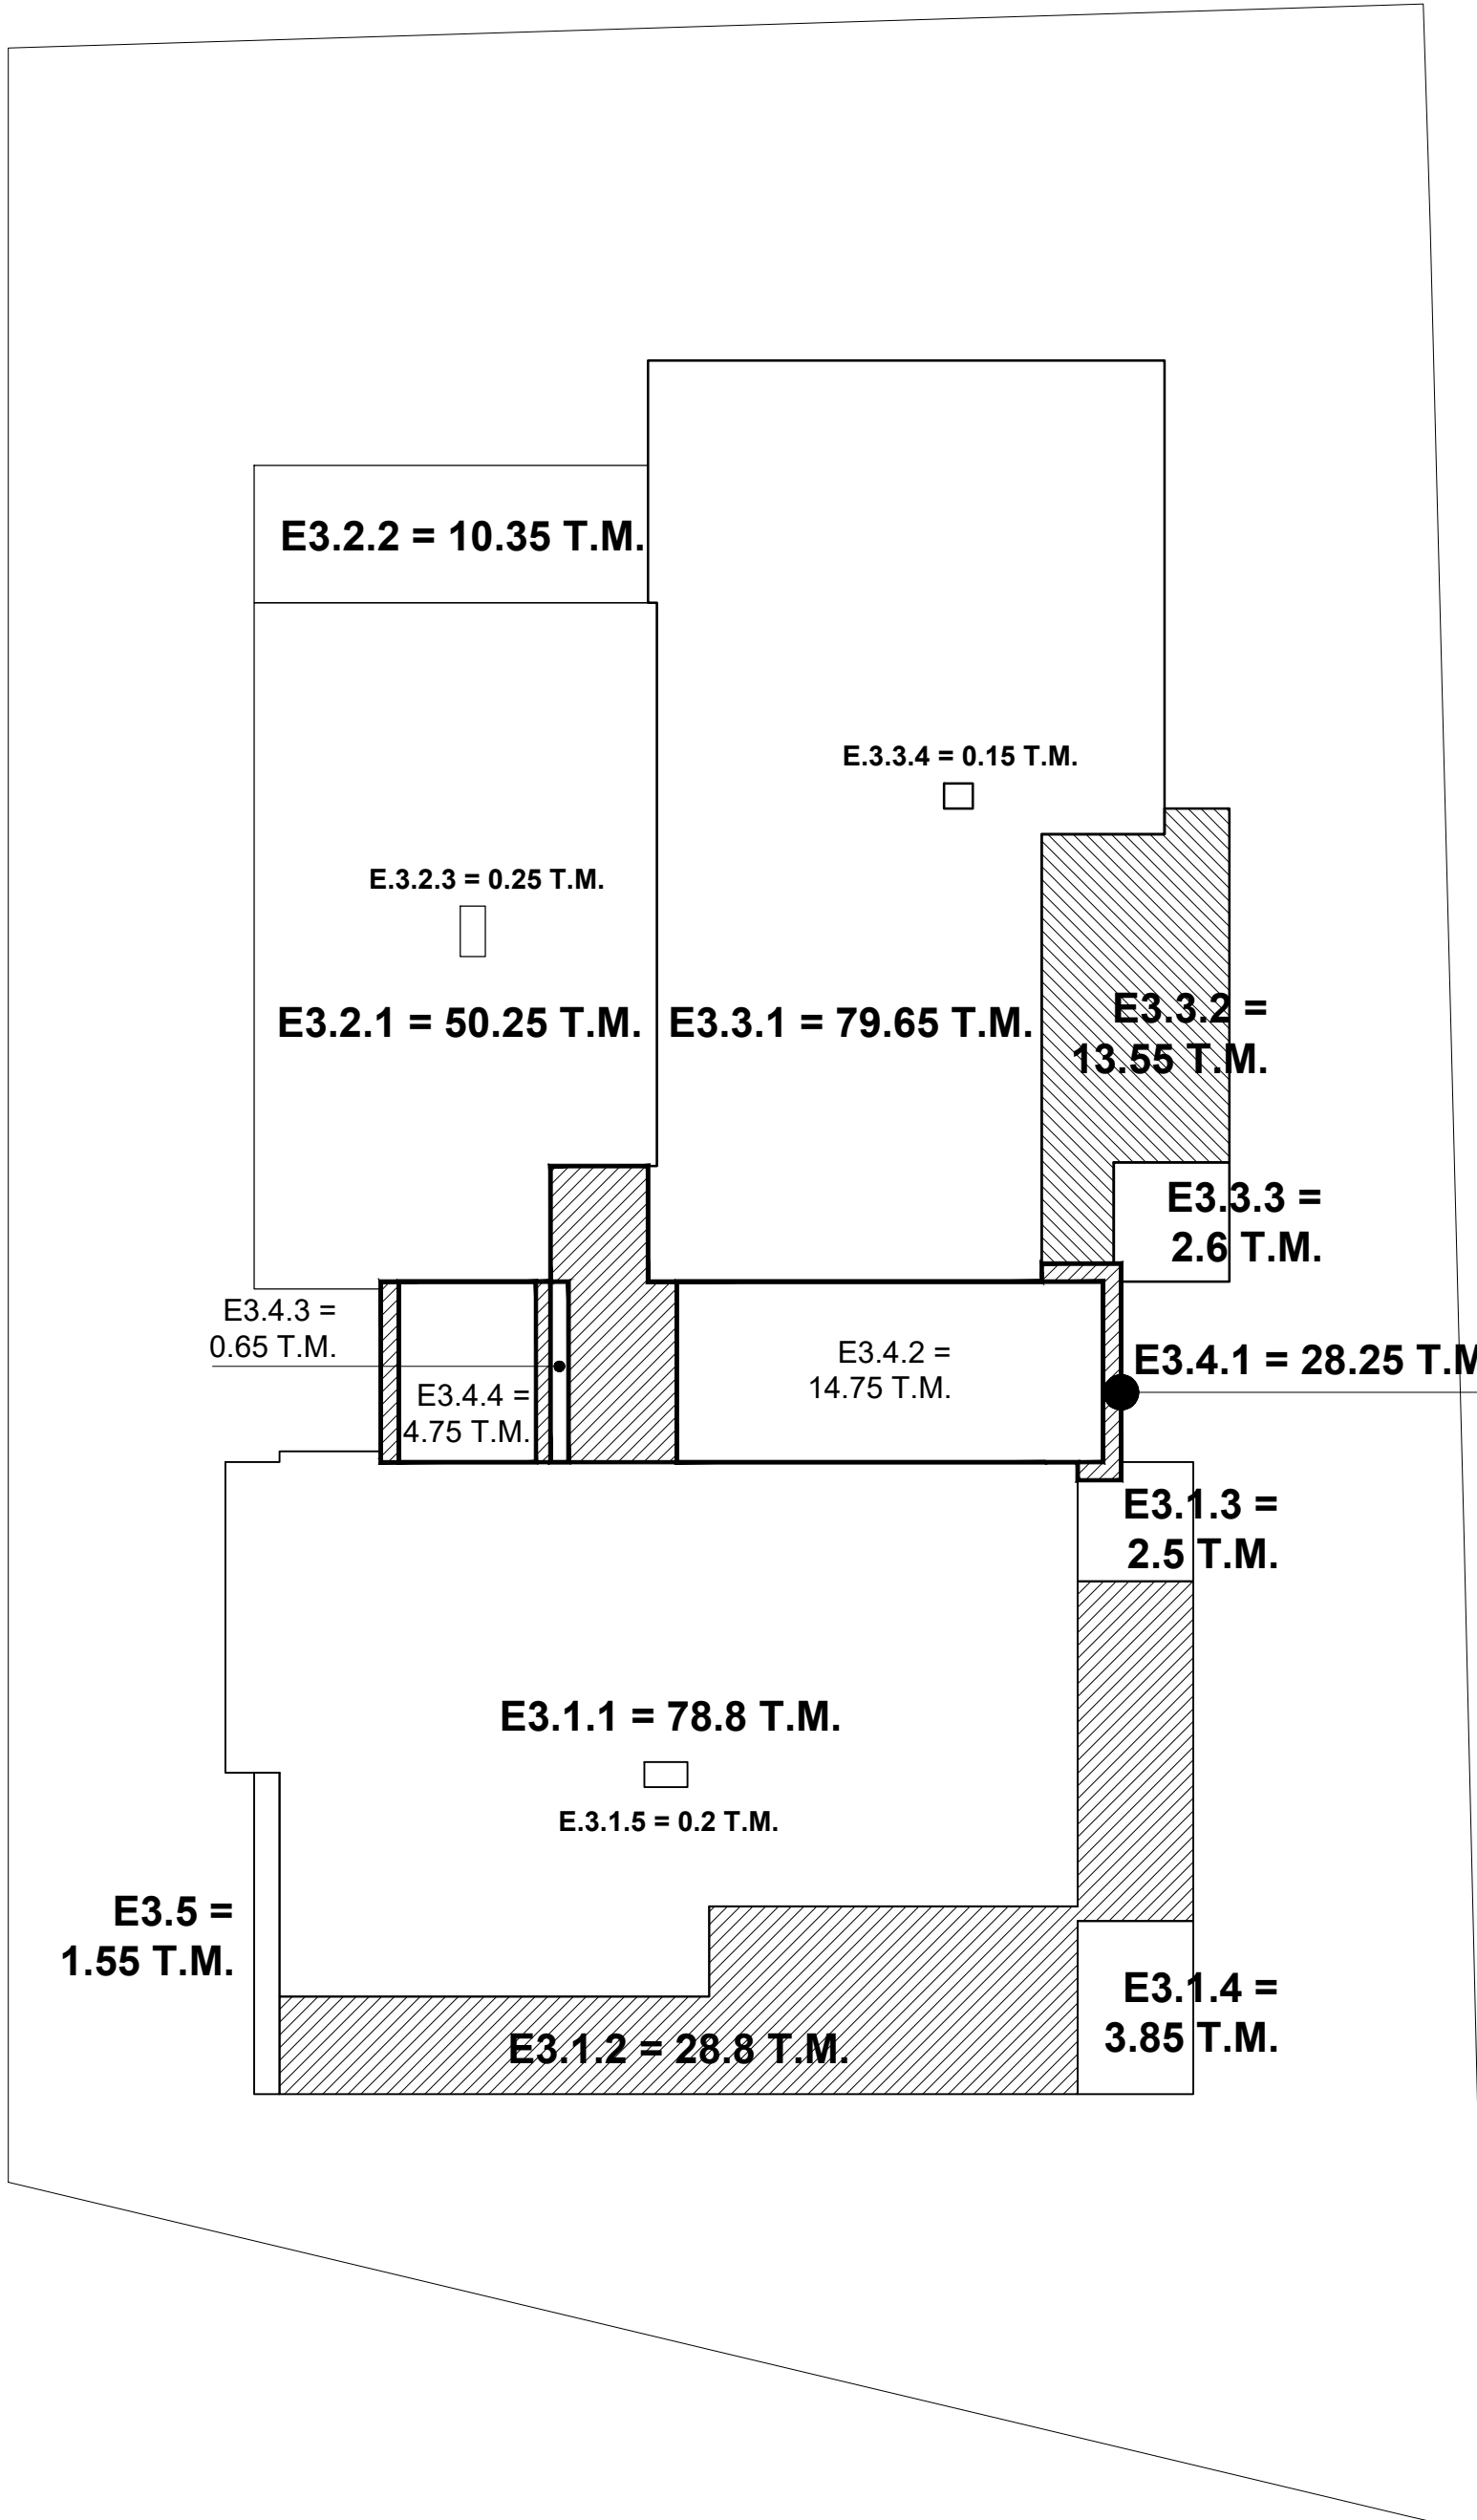 E3.2.2 = 10.35 T.M.
E.3.3.4 = 0.15 T.M.
E.3.2.3 = 0.25 T.M.
E3.2.1 = 50.25 T.M.
E3.3.1 = 79.65 T.M.
E3.3.2 =
13.55 T.M.
E3.3.3 =
2.6 T.M.
E3.4.3 =
0.65 T.M.
E3.4.4 =
4.75 T.M.
E3.4.2 =
14.75 T.M.
E3.4.1 = 28.25 T.M
E3.1.3 =
2.5 T.M.
E3.1.1 = 78.8 T.M.
E.3.1.5 = 0.2 T.M.
E3.5 =
1.55 T.M.
E3.1.4 =
3.85 T.M.
E3.1.2 = 28.8 T.M.